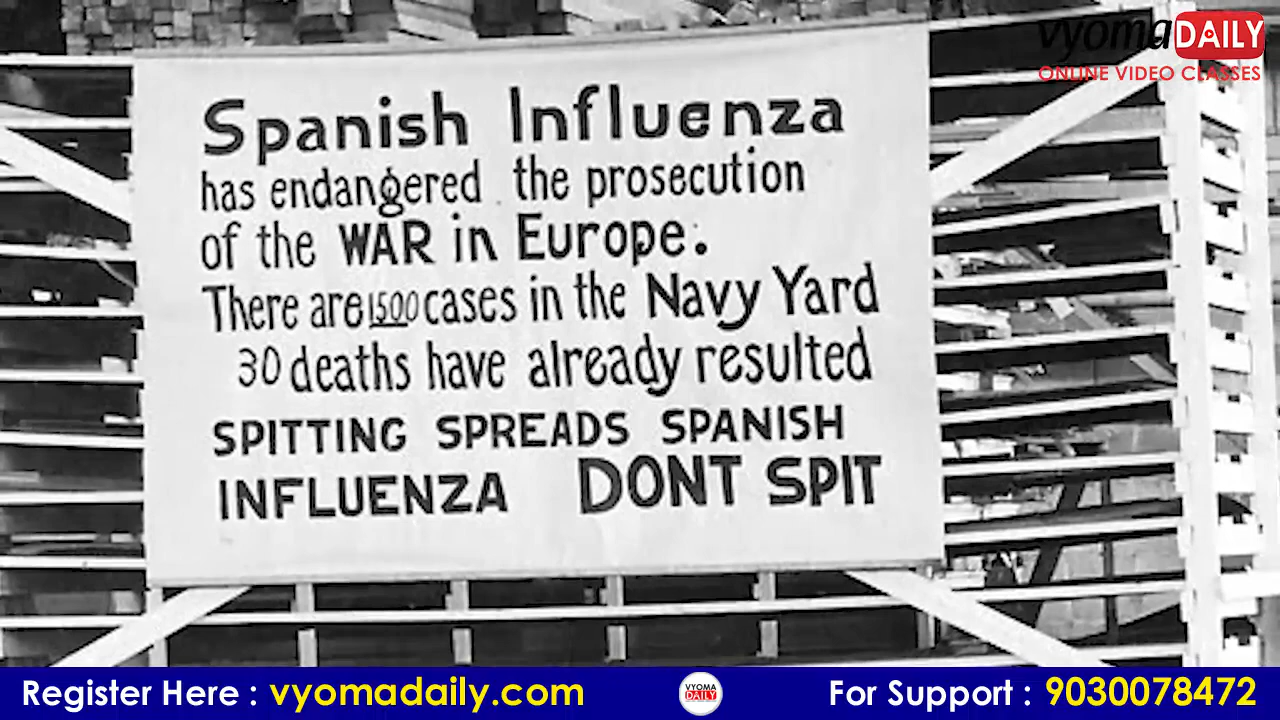 vyoma DAILY
ONLINE VIDEO CLASSES
Spanish Influenza
has endangered the prosecution
of the WAR in Europe.
There are 1500 cases in the Navy Yard
30 deaths have already resulted
SPITTING SPREADS SPANISH
INFLUENZA DONT SPIT
Register Here : vyomadaily.com
VYOMA
DAILY
For Support : 9030078472